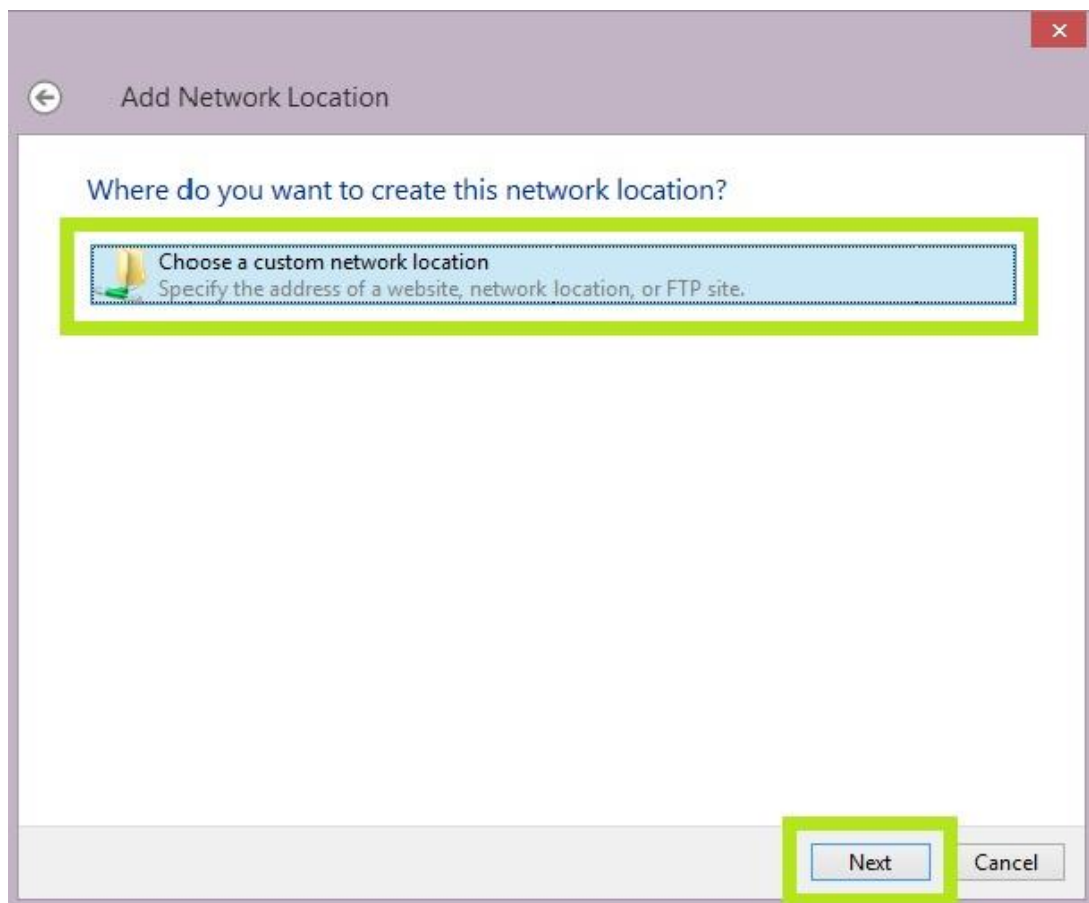 Add Network Location
Where do you want to create this network location?
Choose a custom network location
Specify the address of a website, network location, or FTP site.
Next
Cancel